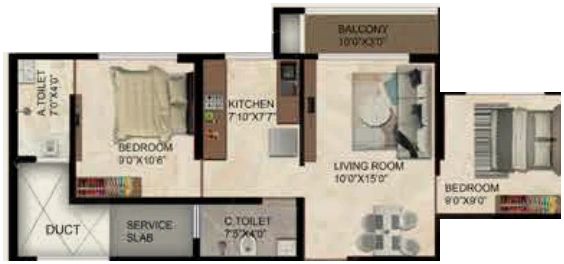 BALCONY
10'0"X3'0"
A.TOILET
7'0"X4'0"
KITCHEN
7'10"X7'7"
BEDROOM
9'0"X10'6"
LIVING ROOM
10'0"X15'0"
BEDROOM
9'0"X9'0"
DUCT
SERVICE
SLAB
C.TOILET
7'5"X4'0"